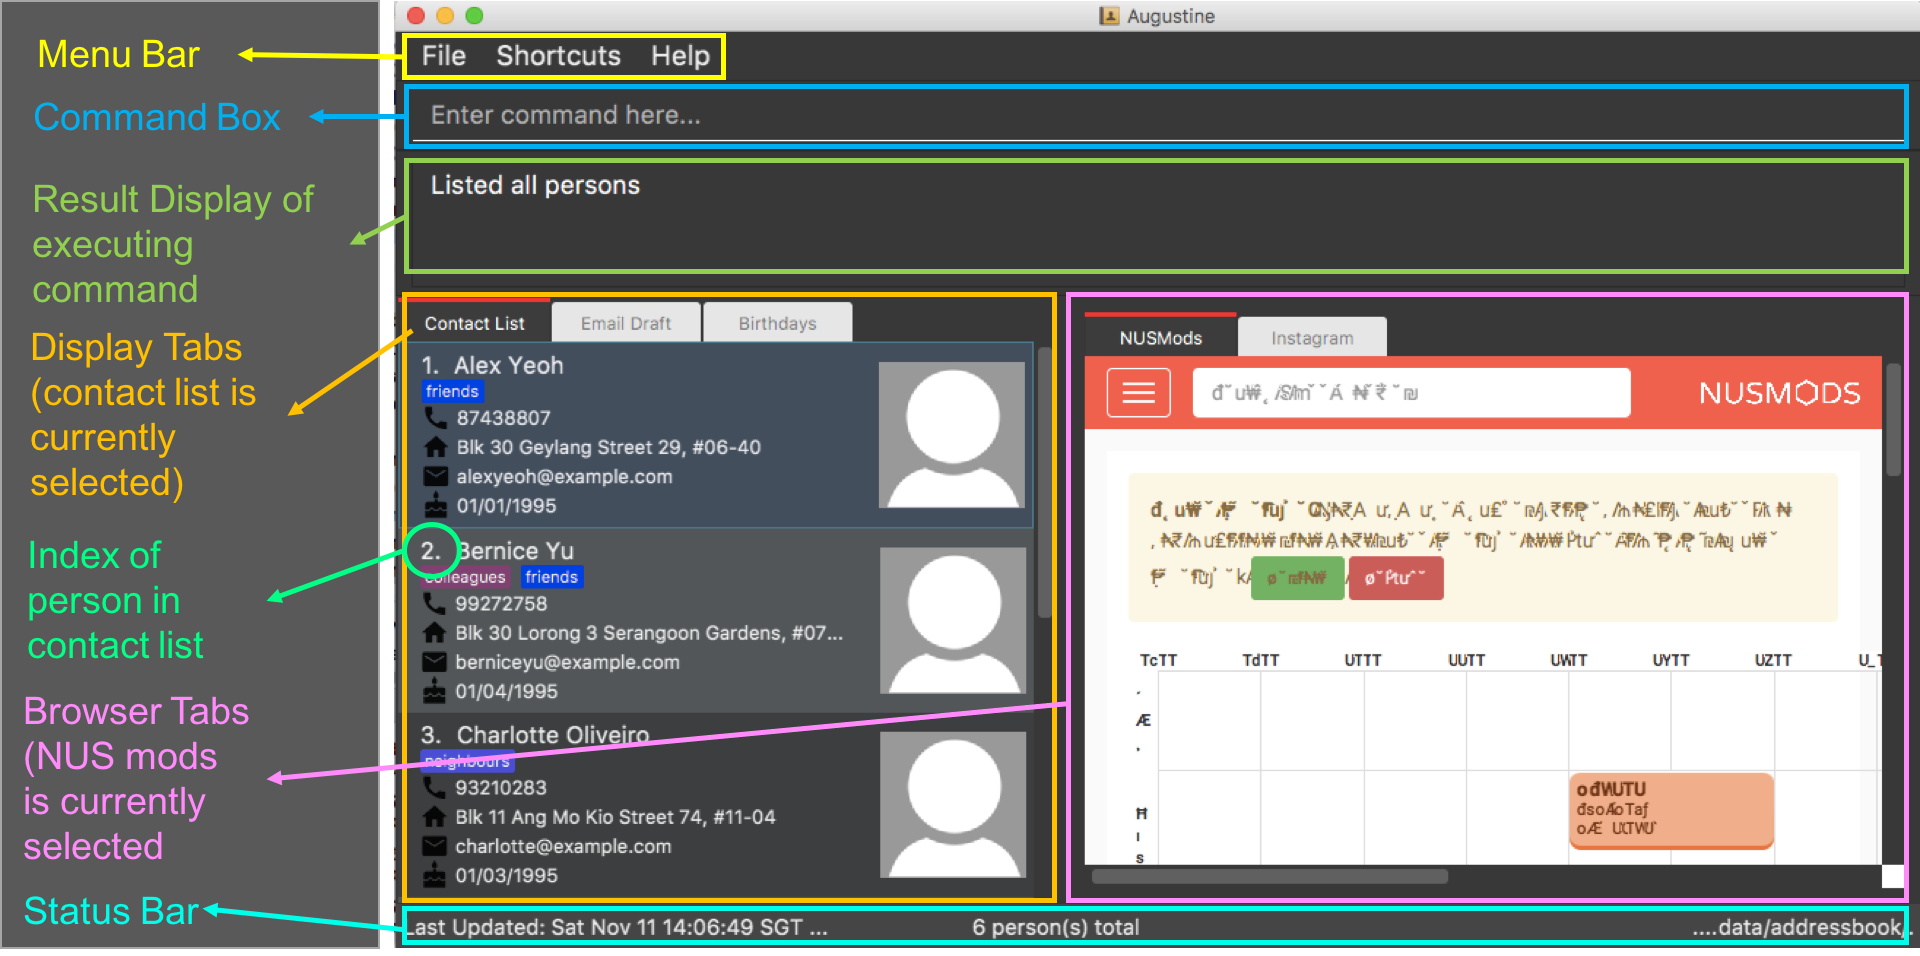 Augustine
Menu Bar
File Shortcuts Help
Command Box
Enter command here...
Result Display of
executing
command
Listed all persons
Display Tabs
(contact list is
currently
selected)
Index of
person in
contact list
Browser Tabs
(NUS mods
is currently
selected
Status Bar
Contact List Email Draft Birthdays
1. Alex Yeoh
friends
87438807
Blk 30 Geylang Street 29, #06-40
alexyeoh@example.com
01/01/1995
2. Bernice Yu
colleagues friends
99272758
Blk 30 Lorong 3 Serangoon Gardens, #07...
berniceyu@example.com
01/04/1995
3. Charlotte Oliveiro
neighbours
93210283
Blk 11 Ang Mo Kio Street 74, #11-04
charlotte@example.com
01/03/1995
NUSMods Instagram
NUSMODS
TcTT TdTT UTTT UUTT UWTT UYTT UZTT
Last Updated: Sat Nov 11 14:06:49 SGT ...
6 person(s) total
....data/addressbook/.